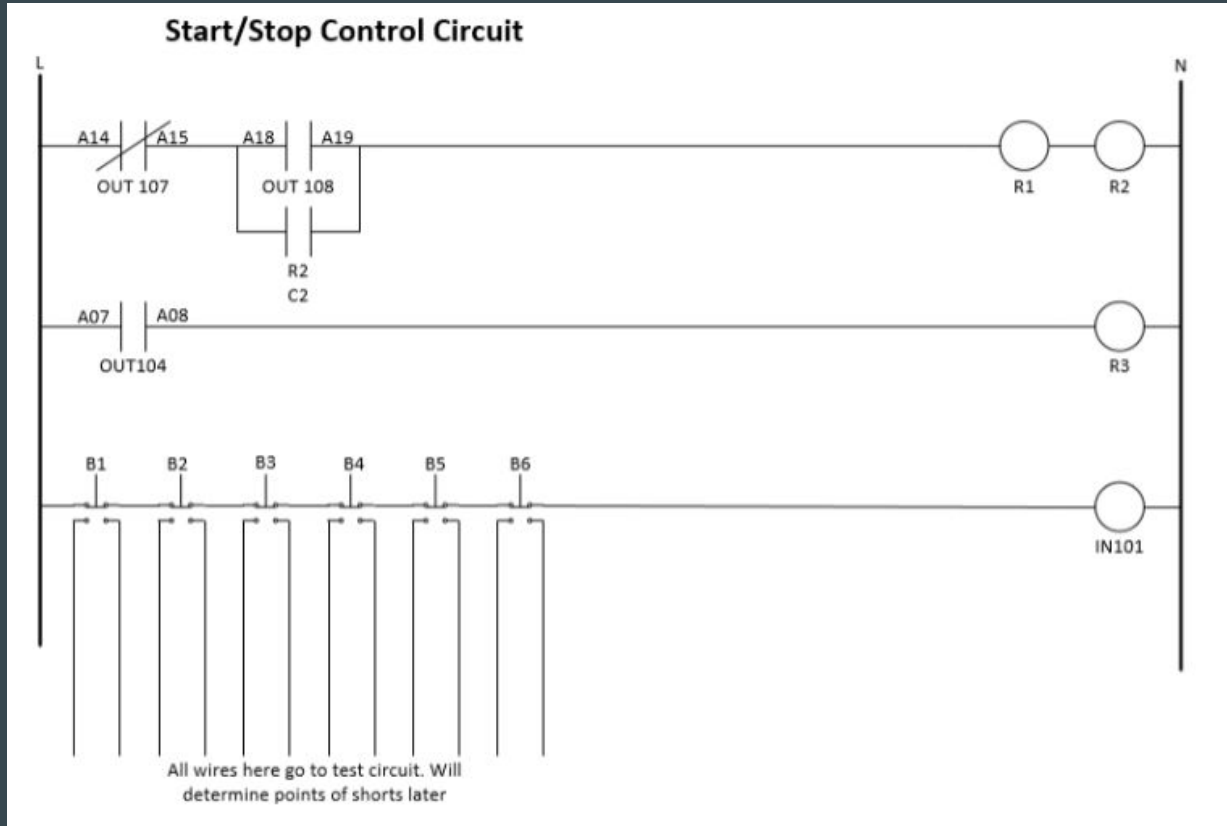 Start/Stop Control Circuit
L
N
A14 A15 A18 A19
OUT 107 OUT 108 R1 R2
R2
C2
A07 A08
OUT104 R3
B1 B2 B3 B4 B5 B6
IN101
All wires here go to test circuit. Will
determine points of shorts later